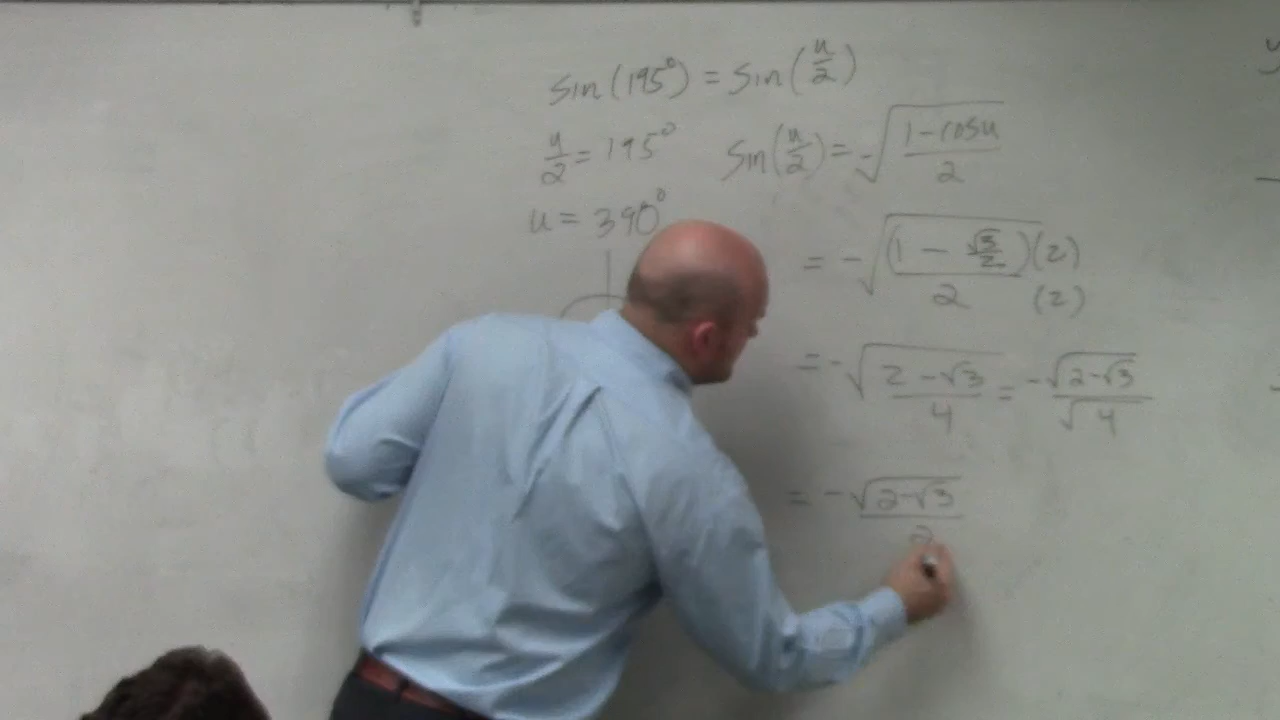 sin(195°) = sin(u/2)
u/2 = 195°
sin(u/2) = -√((1-cosu)/2)
u = 390°
= -√(((1 - √3/2)(2))/(2 (2)))
= -√((2-√3)/4) = -√(2-√3)/√4
= -√(2-√3)/2